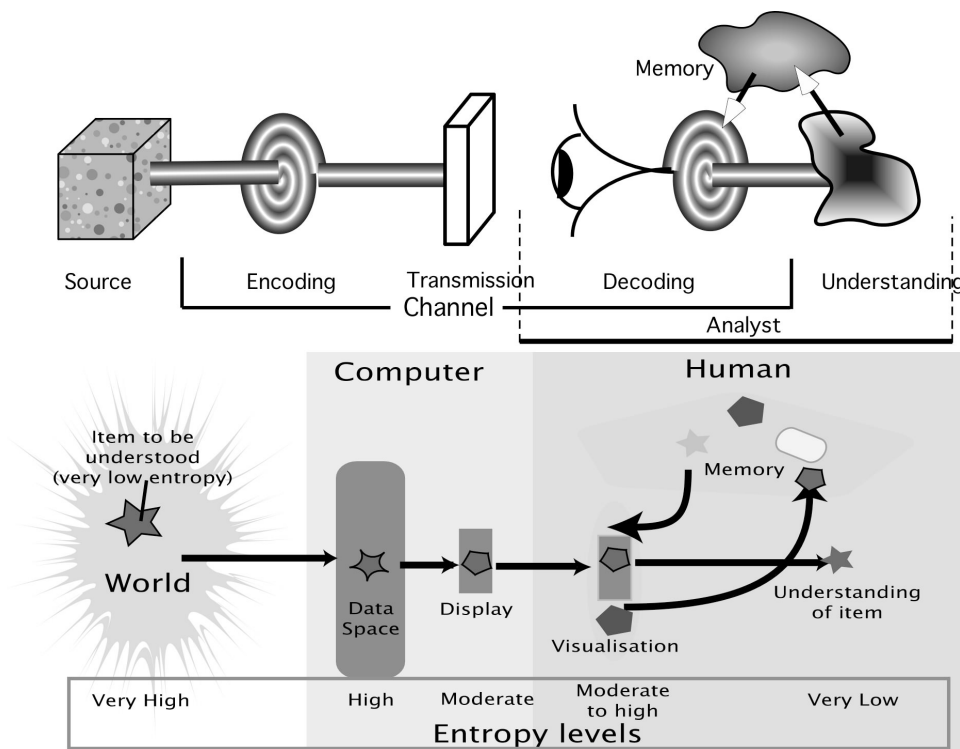 Memory
Source
Encoding
Transmission
Decoding
Understanding
Channel
Analyst
Computer
Human
Item to be
understood
(very low entropy)
Memory
World
Data
Space
Display
Understanding
of item
Visualisation
Very High
High
Moderate
Moderate
to high
Very Low
Entropy levels